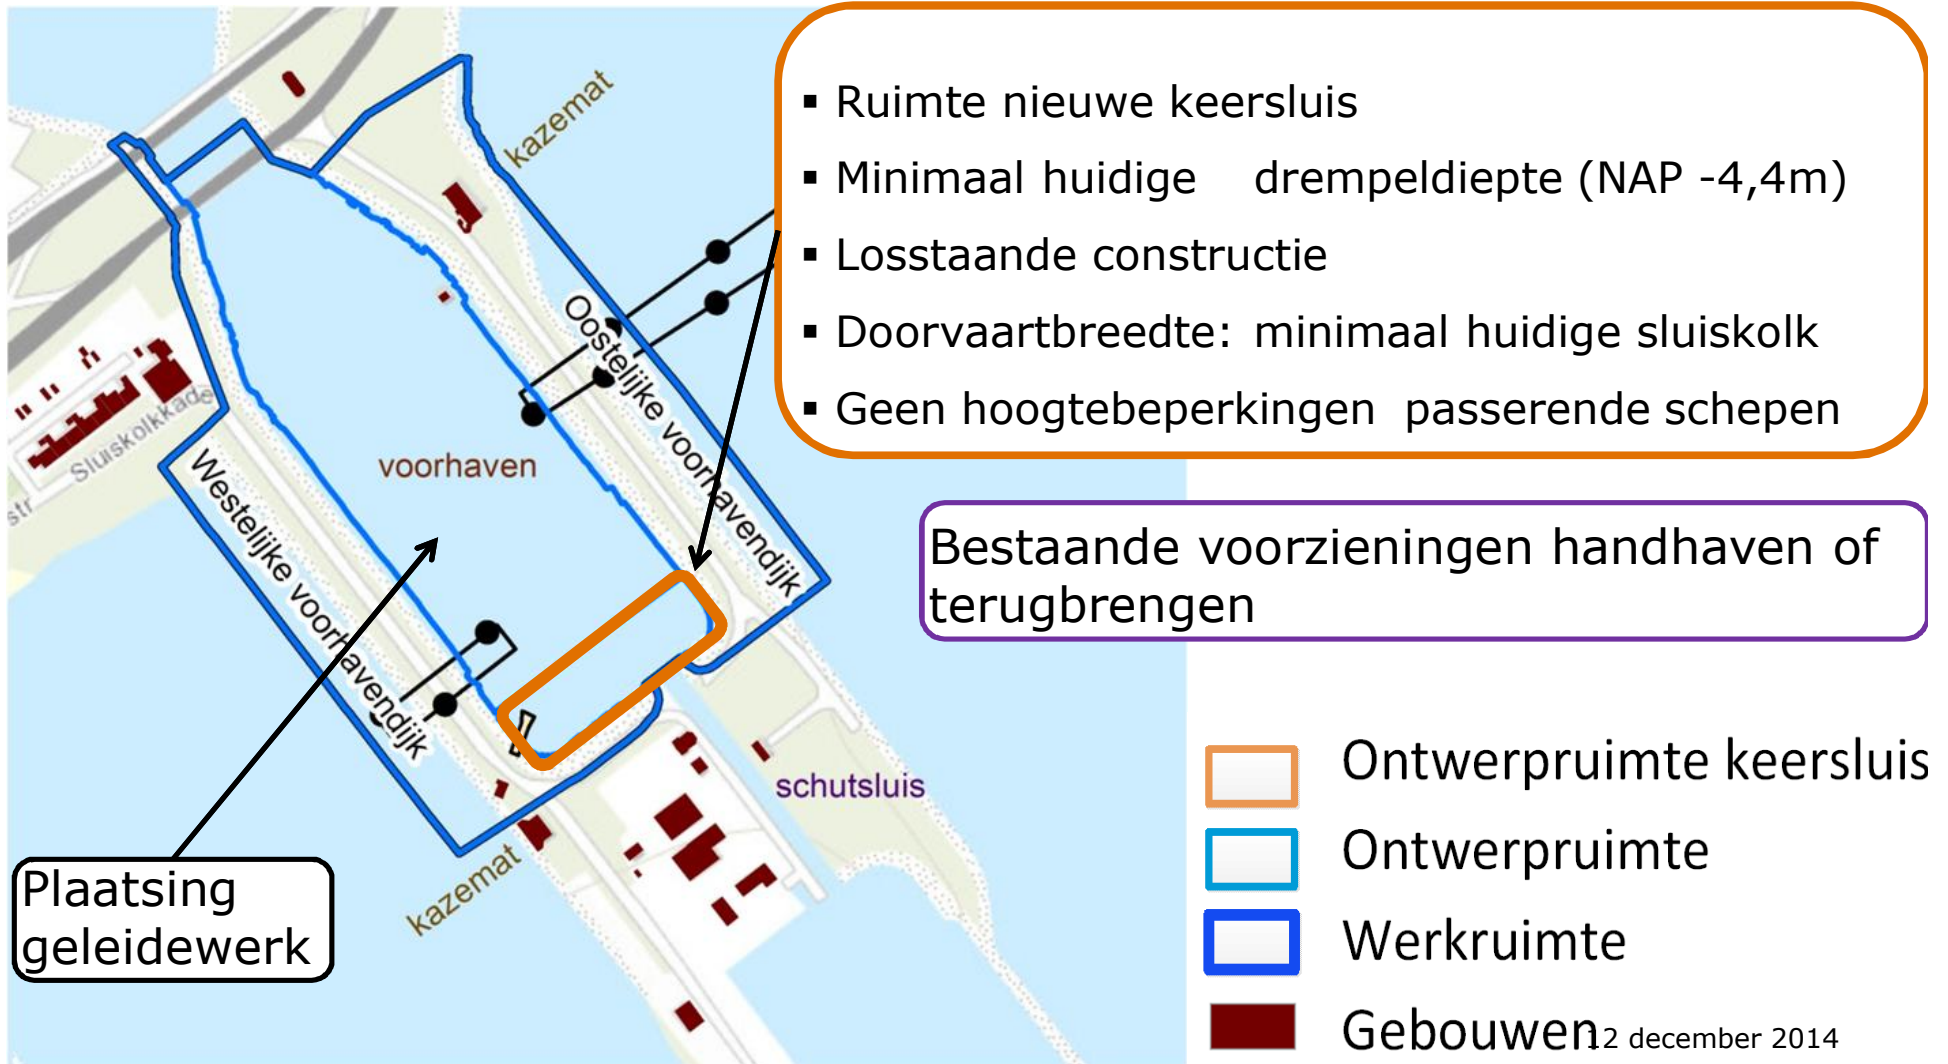 ▪ Ruimte nieuwe keersluis
▪ Minimaal huidige drempeldiepte (NAP -4,4m)
▪ Losstaande constructie
▪ Doorvaartbreedte: minimaal huidige sluiskolk
▪ Geen hoogtebeperkingen passerende schepen
Bestaande voorzieningen handhaven of
terugbrengen
kazemat
Oostelijke voorhavendijk
voorhaven
Sluiskolkkade
str
Westelijke voorhavendijk
schutsluis
kazemat
Plaatsing
geleidewerk
Ontwerpruimte keersluis
Ontwerpruimte
Werkruimte
Gebouwen
12 december 2014